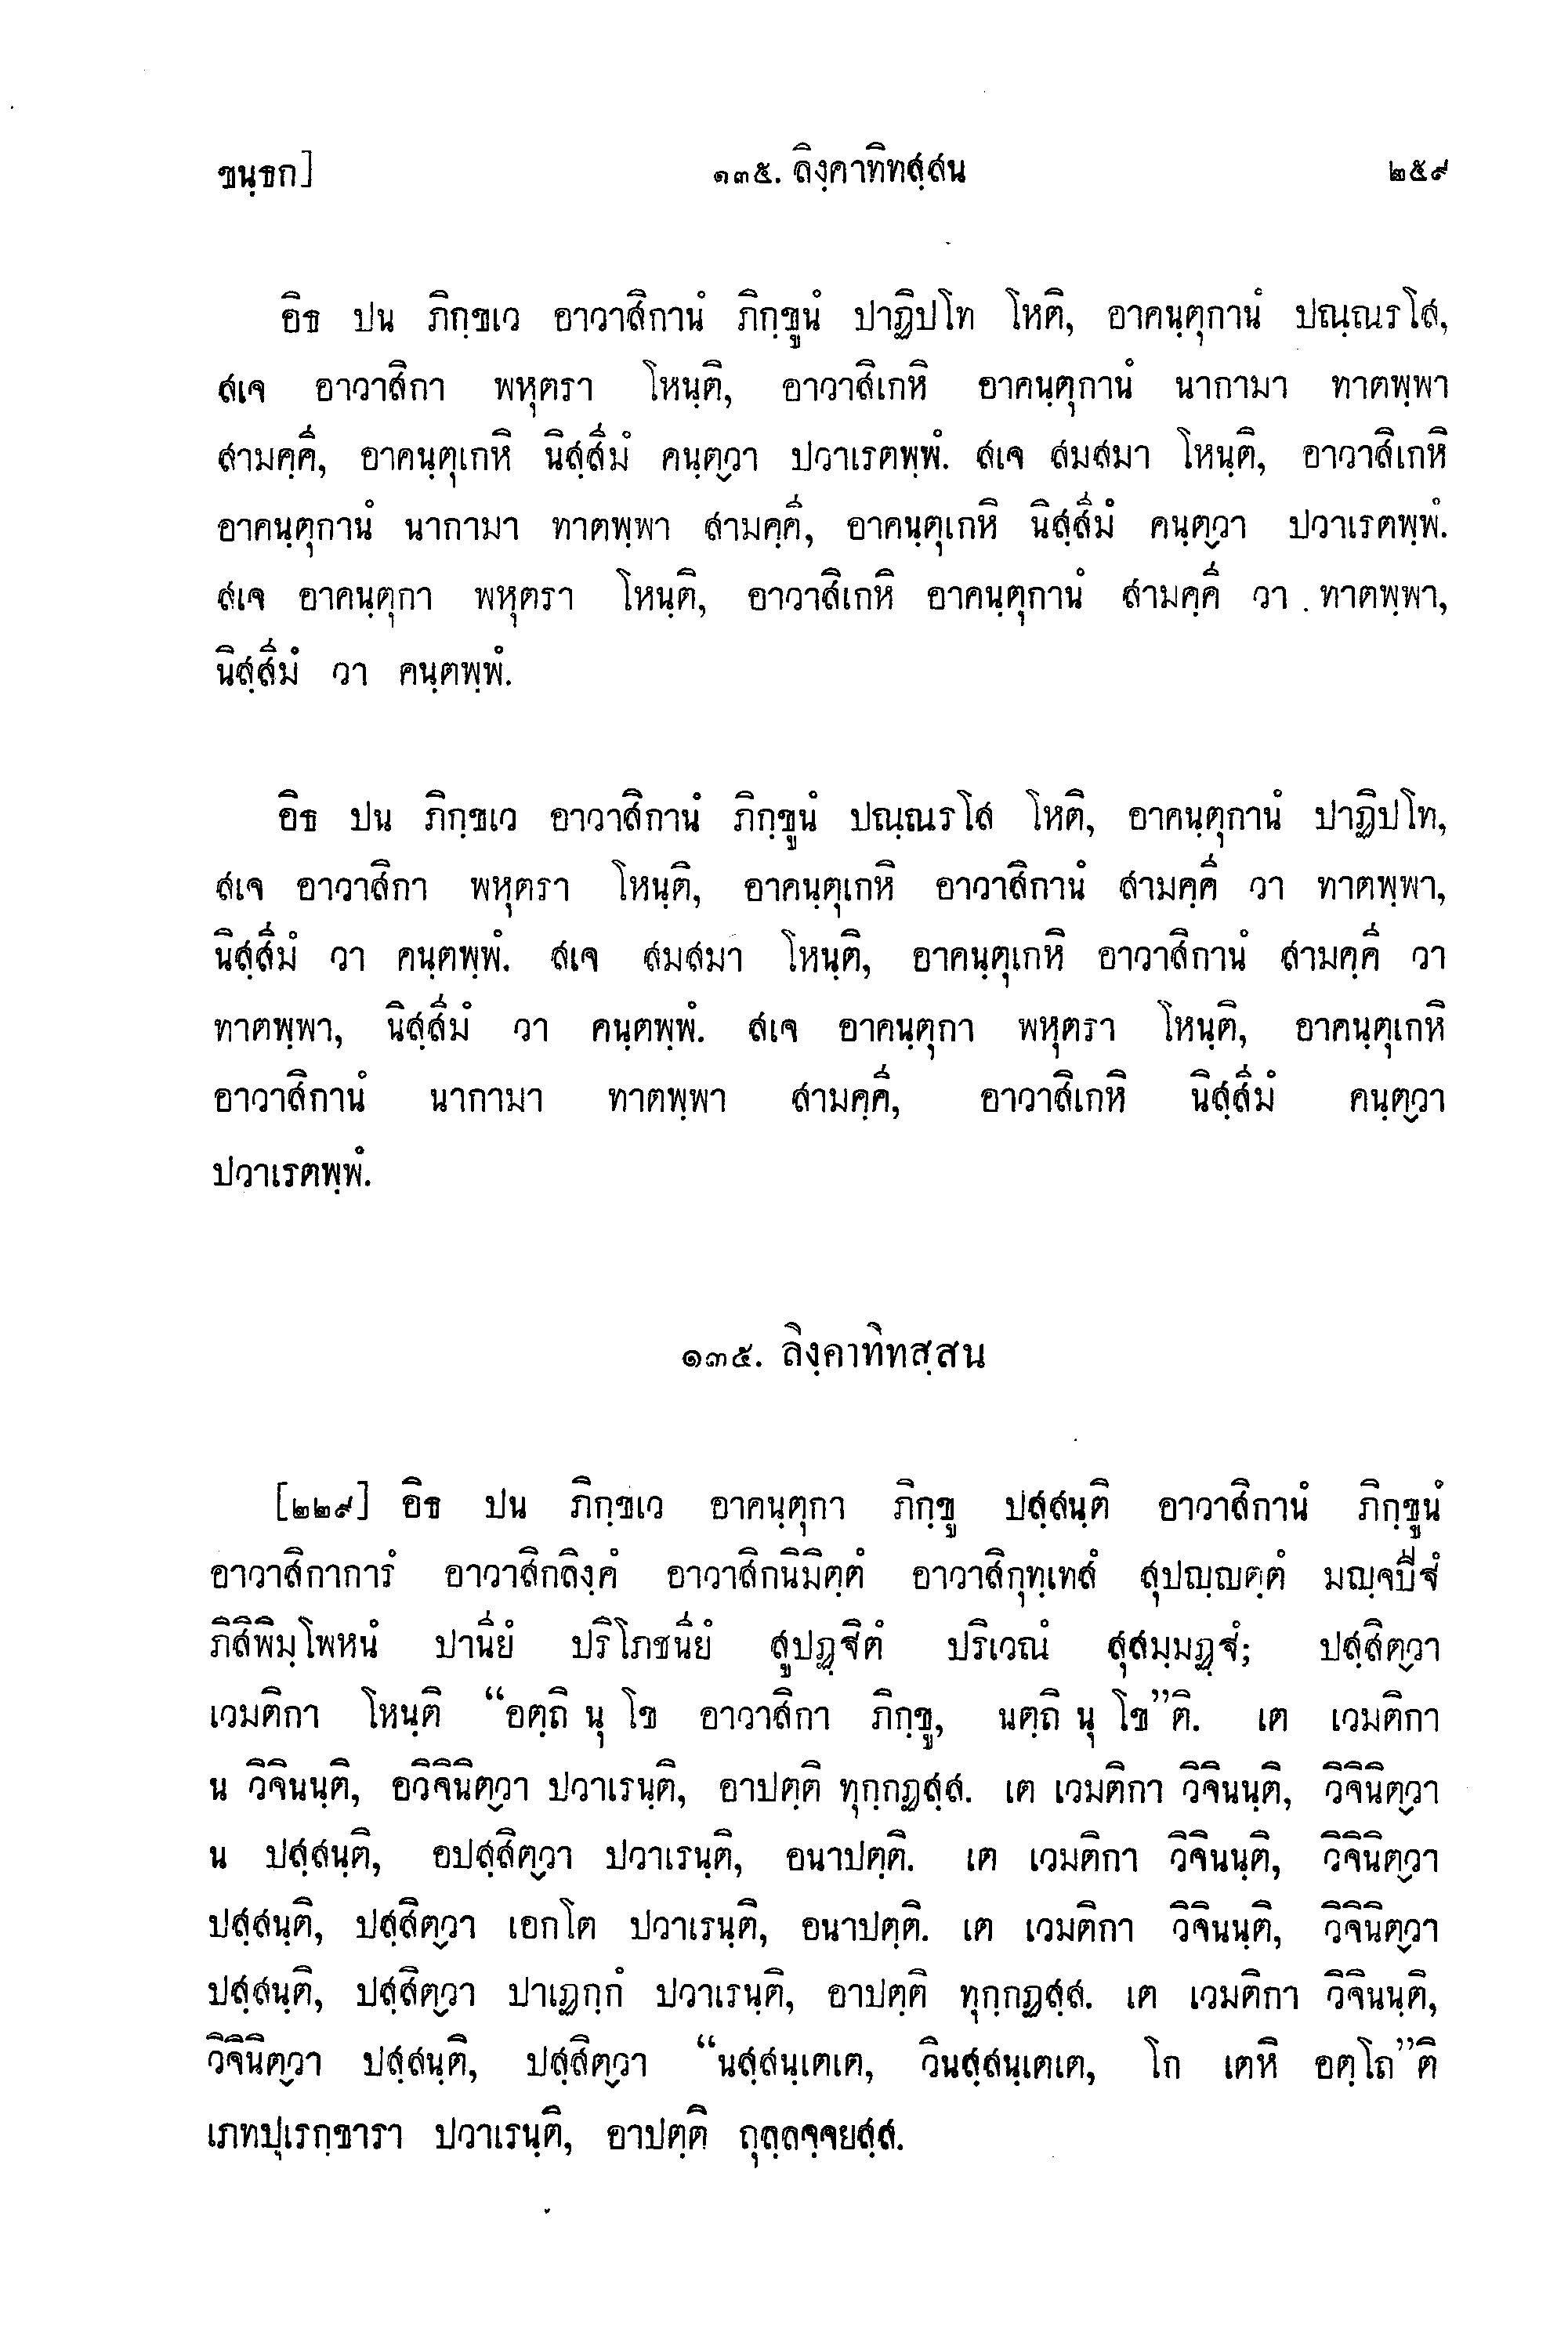 ขนฺธก]
๑๓๕. ลิงฺคาทิทสฺสน
๒๕๙
อิธ ปน ภิกฺขเว อาวาสิกานํ ภิกฺขูนํ ปาฏิปโท โหติ, อาคนฺตุกานํ ปณฺณรโส,
สเจ อาวาสิกา พหุตรา โหนฺติ, อาวาสิเกหิ อาคนฺตุกานํ นากามา ทาตพฺพา
สามคฺคี, อาคนฺตุเกหิ นิสฺสีมํ คนฺตฺวา ปวาเรตพฺพํ. สเจ สมสมา โหนฺติ, อาวาสิเกหิ
อาคนฺตุกานํ นากามา ทาตพฺพา สามคฺคี, อาคนฺตุเกหิ นิสฺสีมํ คนฺตฺวา ปวาเรตพฺพํ.
สเจ อาคนฺตุกา พหุตรา โหนฺติ, อาวาสิเกหิ อาคนฺตุกานํ สามคฺคี วา ทาตพฺพา,
นิสฺสีมํ วา คนฺตพฺพํ.
อิธ ปน ภิกฺขเว อาวาสิกานํ ภิกฺขูนํ ปณฺณรโส โหติ, อาคนฺตุกานํ ปาฏิปโท,
สเจ อาวาสิกา พหุตรา โหนฺติ, อาคนฺตุเกหิ อาวาสิกานํ สามคฺคี วา ทาตพฺพา,
นิสฺสีมํ วา คนฺตพฺพํ. สเจ สมสมา โหนฺติ, อาคนฺตุเกหิ อาวาสิกานํ สามคฺคี วา
ทาตพฺพา, นิสฺสีมํ วา คนฺตพฺพํ. สเจ อาคนฺตุกา พหุตรา โหนฺติ, อาคนฺตุเกหิ
อาวาสิกานํ นากามา ทาตพฺพา สามคฺคี, อาวาสิเกหิ นิสฺสีมํ คนฺตฺวา
ปวาเรตพฺพํ.
๑๓๕. ลิงฺคาทิทสฺสน
[๒๒๙] อิธ ปน ภิกฺขเว อาคนฺตุกา ภิกฺขู ปสฺสนฺติ อาวาสิกานํ ภิกฺขูนํ
อาวาสิกาการํ อาวาสิกลิงฺคํ อาวาสิกนิมิตฺตํ อาวาสิกุทฺเทสํ สุปญฺญตฺตํ มญฺจปีฐํ
ภิสิพิมฺโพหนํ ปานียํ ปริโภชนียํ สูปฏฺฐิตํ ปริเวณํ สุสมฺมฏฺฐํ; ปสฺสิตฺวา
เวมติกา โหนฺติ “อตฺถิ นุ โข อาวาสิกา ภิกฺขู, นตฺถิ นุ โข”ติ. เต เวมติกา
น วิจินนฺติ, อวิจินิตฺวา ปวาเรนฺติ, อาปตฺติ ทุกฺกฏสฺส. เต เวมติกา วิจินนฺติ, วิจินิตฺวา
น ปสฺสนฺติ, อปสฺสิตฺวา ปวาเรนฺติ, อนาปตฺติ. เต เวมติกา วิจินนฺติ, วิจินิตฺวา
ปสฺสนฺติ, ปสฺสิตฺวา เอกโต ปวาเรนฺติ, อนาปตฺติ. เต เวมติกา วิจินนฺติ, วิจินิตฺวา
ปสฺสนฺติ, ปสฺสิตฺวา ปาเฏกฺกํ ปวาเรนฺติ, อาปตฺติ ทุกฺกฏสฺส. เต เวมติกา วิจินนฺติ,
วิจินิตฺวา ปสฺสนฺติ, ปสฺสิตฺวา “นสฺสนฺเตเต, วินสฺสนฺเตเต, โก เตหิ อตฺโถ”ติ
เภทปุเรกฺขารา ปวาเรนฺติ, อาปตฺติ ถุลฺลจฺจยสฺส.